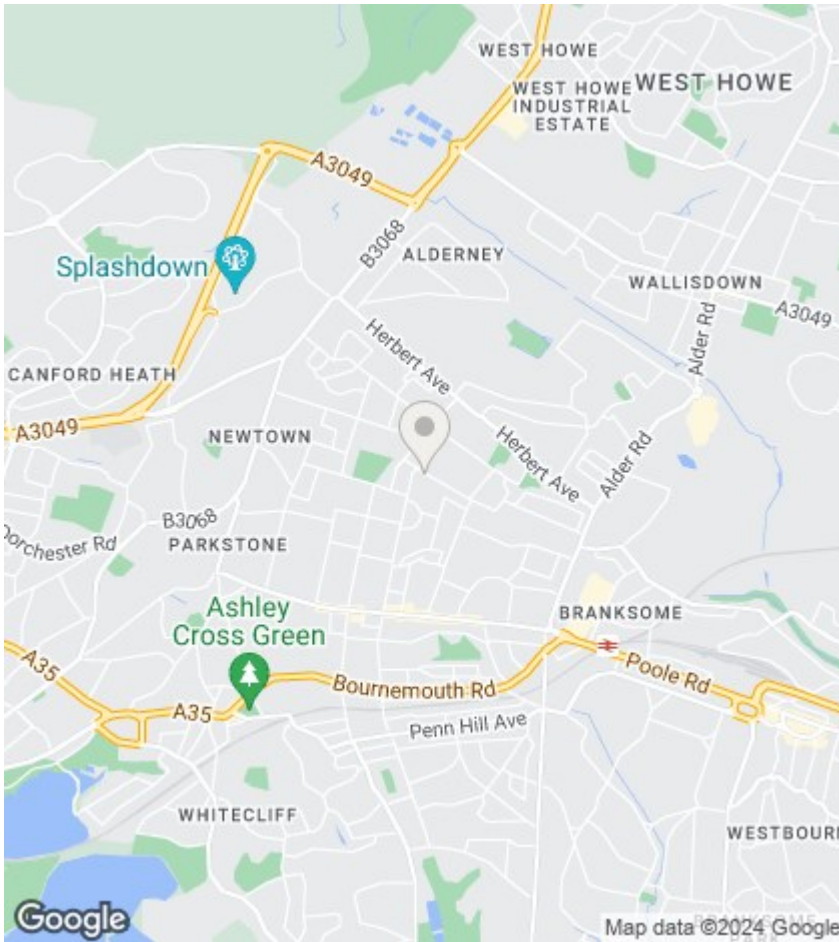 WEST HOWE
WEST HOWE
INDUSTRIAL
ESTATE
WEST HOWE
A3049
B3068
ALDERNEY
Splashdown
WALLISDOWN
A3049
Alder Rd
Herbert Ave
CANFORD HEATH
A3049
NEWTOWN
Herbert Ave
Alder Rd
B3068
Dorchester Rd
PARKSTONE
Ashley
Cross Green
BRANKSOME
A35
Bournemouth Rd
Poole Rd
A35
Penn Hill Ave
WHITECLIFF
WESTBOUR
Google
Map data ©2024 Google